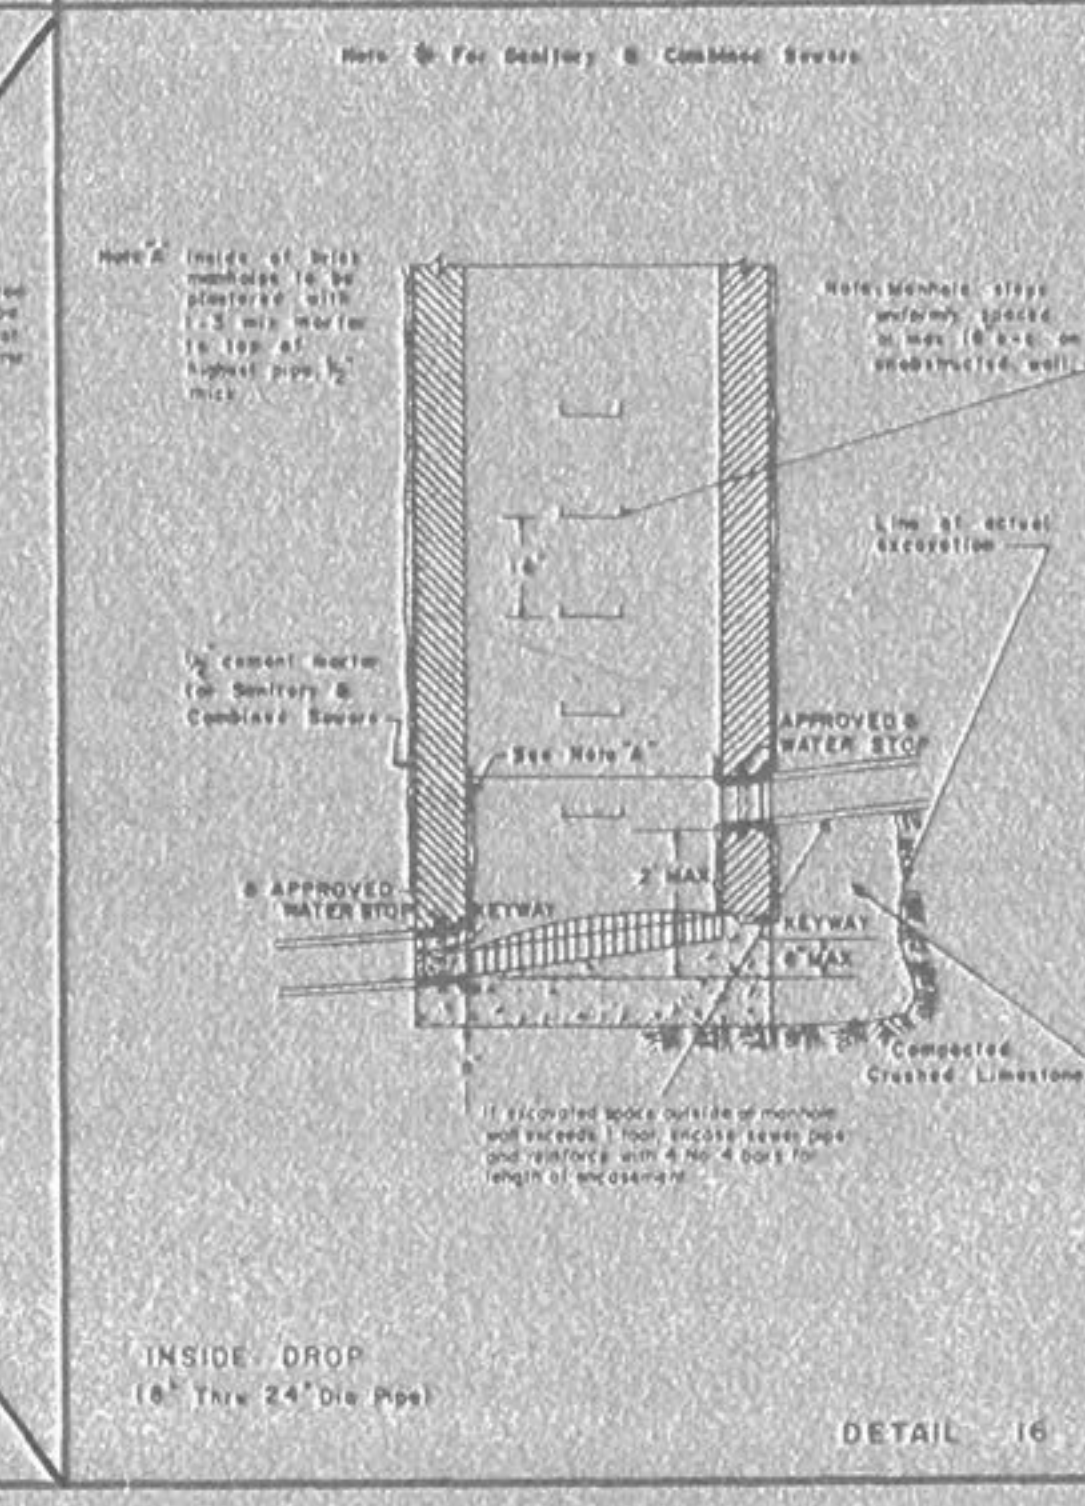 Note For Sanitary & Combined Sewers
Note "A" Inside of brick
manholes to be
plastered with
1-3 mix mortar
to top of
highest pipe, 1/2"
thick
Note: Manhole steps
uniformly spaced
at max 16" o-c on
unobstructed wall.
16"
Line of actual
excavation
1/2" cement mortar
for Sanitary &
Combined Sewers
See Note "A"
APPROVED &
WATER STOP
2' MAX
& APPROVED
WATER STOP
KEYWAY
KEYWAY
6" MAX
8"
Compacted
Crushed Limestone
If excavated space outside of manhole
wall exceeds 1 foot, encase sewer pipe
and reinforce with 4 No 4 bars for
length of encasement
INSIDE DROP
(8" Thru 24" Dia Pipe)
DETAIL 16